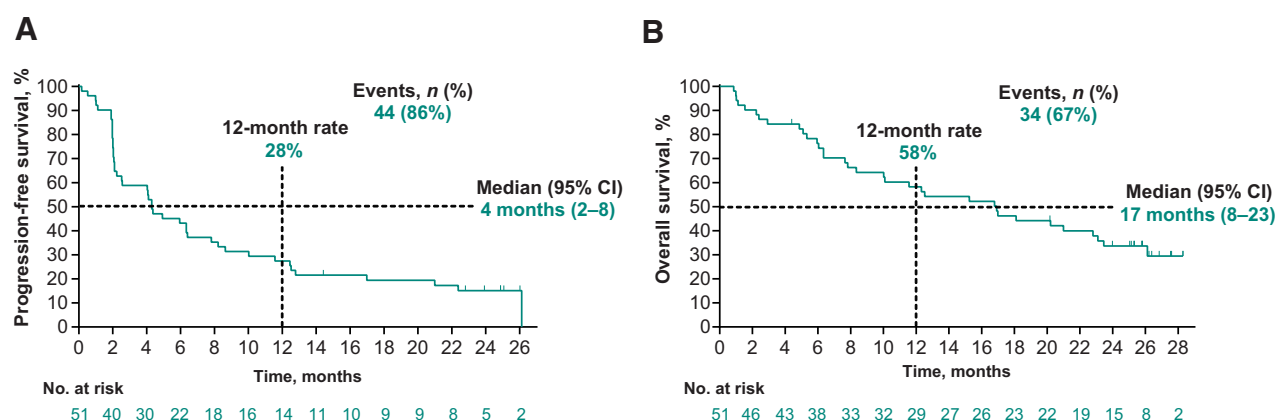 A
Progression-free survival, %
100
90
80
70
60
50
40
30
20
10
0
Events, n (%)
44 (86%)
12-month rate
28%
Median (95% CI)
4 months (2–8)
0 2 4 6 8 10 12 14 16 18 20 22 24 26
Time, months
No. at risk
51 40 30 22 18 16 14 11 10 9 9 8 5 2
B
Overall survival, %
100
90
80
70
60
50
40
30
20
10
0
Events, n (%)
34 (67%)
12-month rate
58%
Median (95% CI)
17 months (8–23)
0 2 4 6 8 10 12 14 16 18 20 22 24 26 28
Time, months
No. at risk
51 46 43 38 33 32 29 27 26 23 22 19 15 8 2